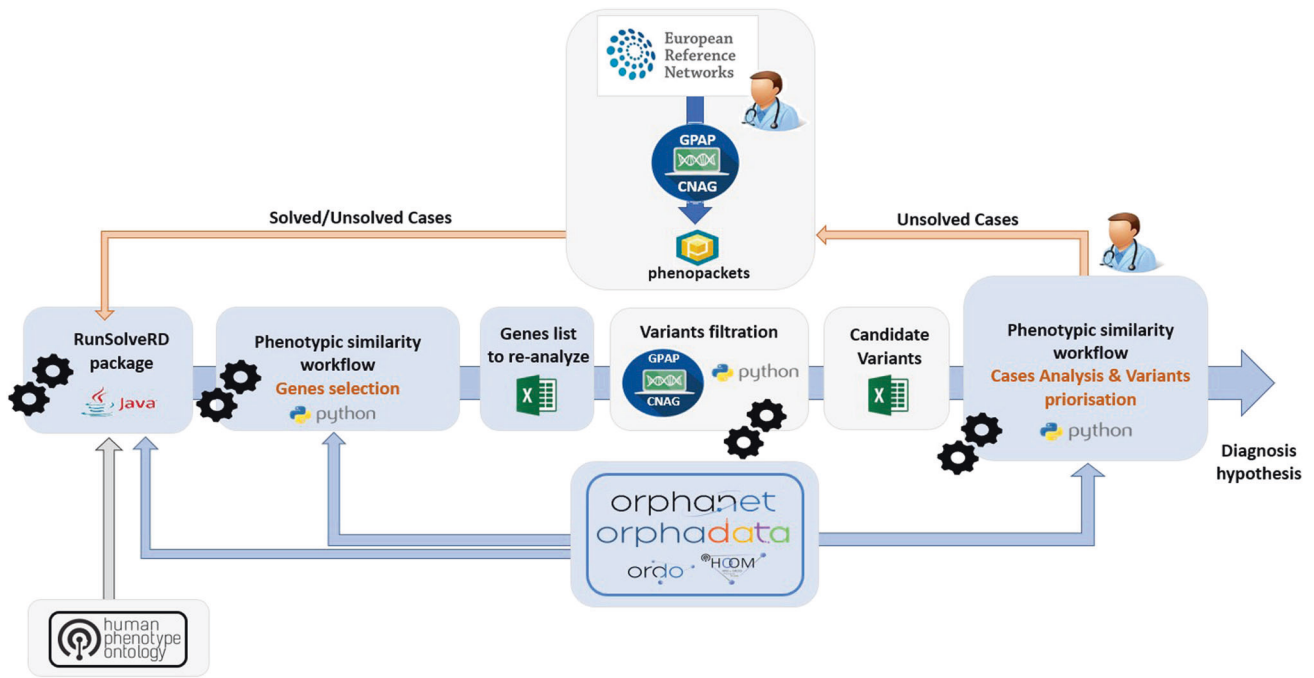 European
Reference
Networks
GPAP
CNAG
phenopackets
Solved/Unsolved Cases
Unsolved Cases
RunSolveRD
package
Java
Phenotypic similarity
workflow
Genes selection
python
Genes list
to re-analyze
Variants filtration
GPAP
CNAG
python
Candidate
Variants
Phenotypic similarity
workflow
Cases Analysis & Variants
priorisation
python
Diagnosis
hypothesis
orphanet
orphadata
ordo
HOOM
human
phenotype
ontology